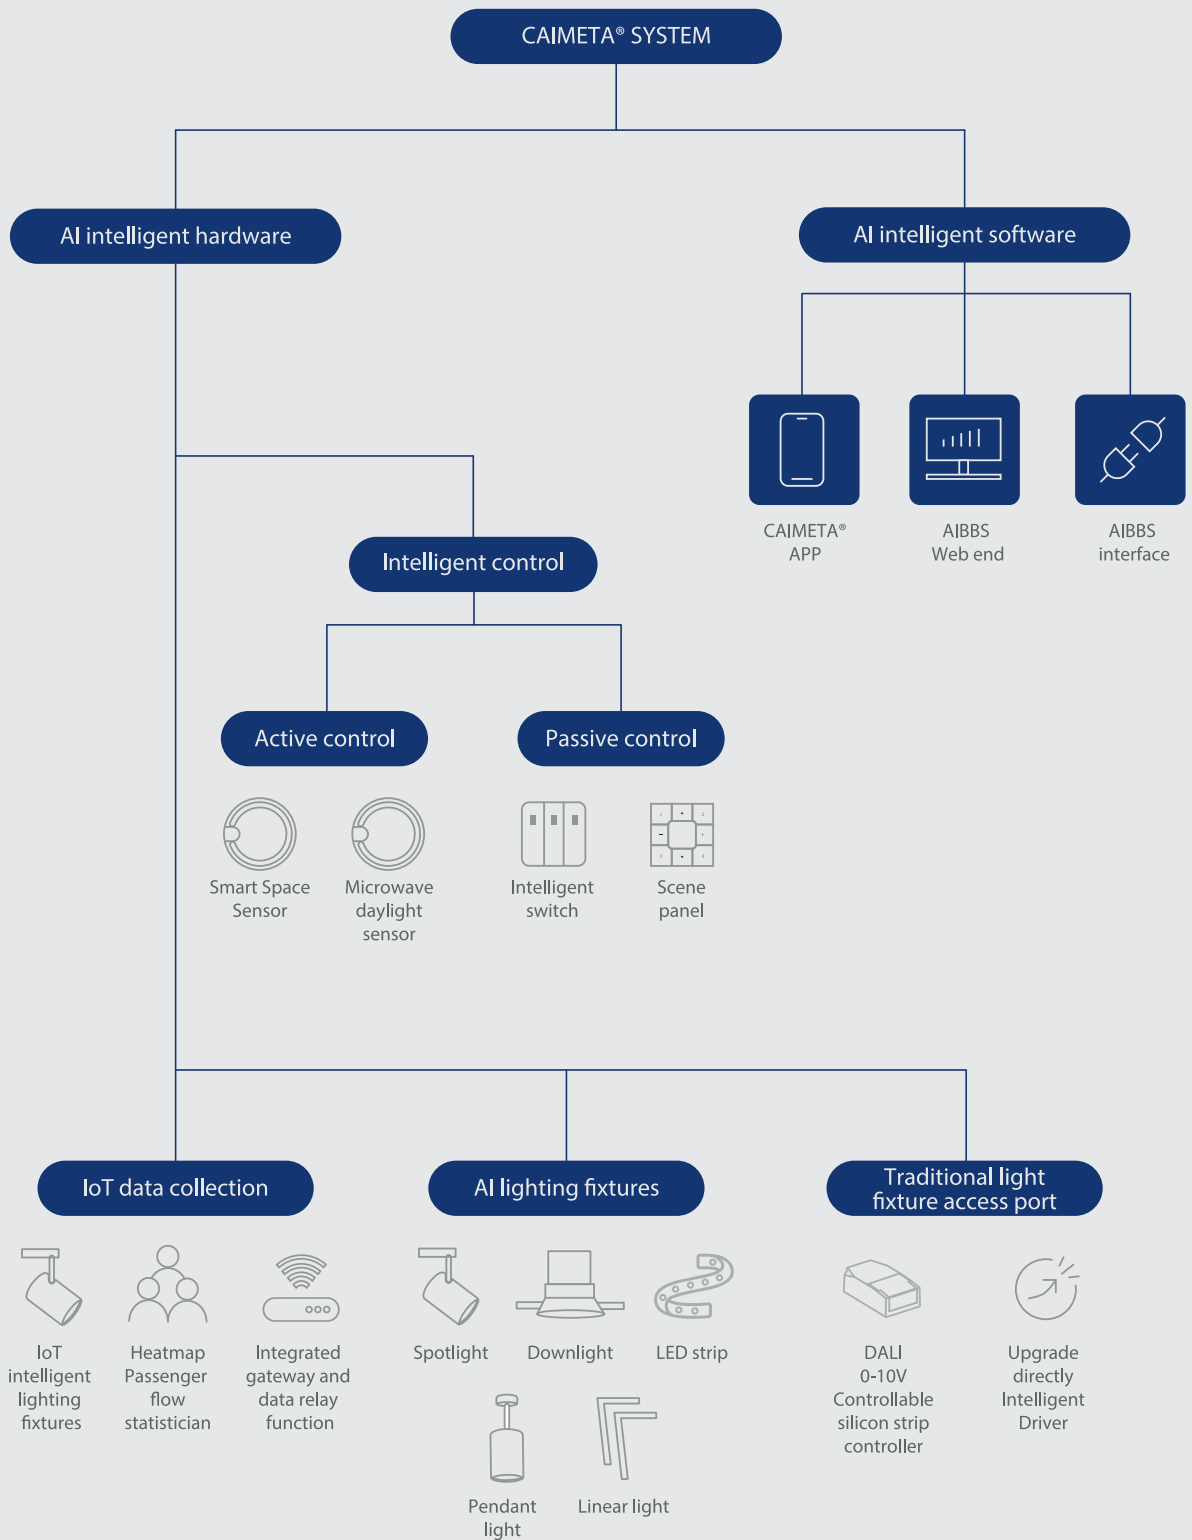 CAIMETA® SYSTEM
AI intelligent hardware
AI intelligent software
CAIMETA®
APP
AIBBS
Web end
AIBBS
interface
Intelligent control
Active control
Passive control
Smart Space
Sensor
Microwave
daylight
sensor
Intelligent
switch
Scene
panel
IoT data collection
AI lighting fixtures
Traditional light
fixture access port
IoT
intelligent
lighting
fixtures
Heatmap
Passenger
flow
statistician
Integrated
gateway and
data relay
function
Spotlight
Downlight
LED strip
Pendant
light
Linear light
DALI
0-10V
Controllable
silicon strip
controller
Upgrade
directly
Intelligent
Driver